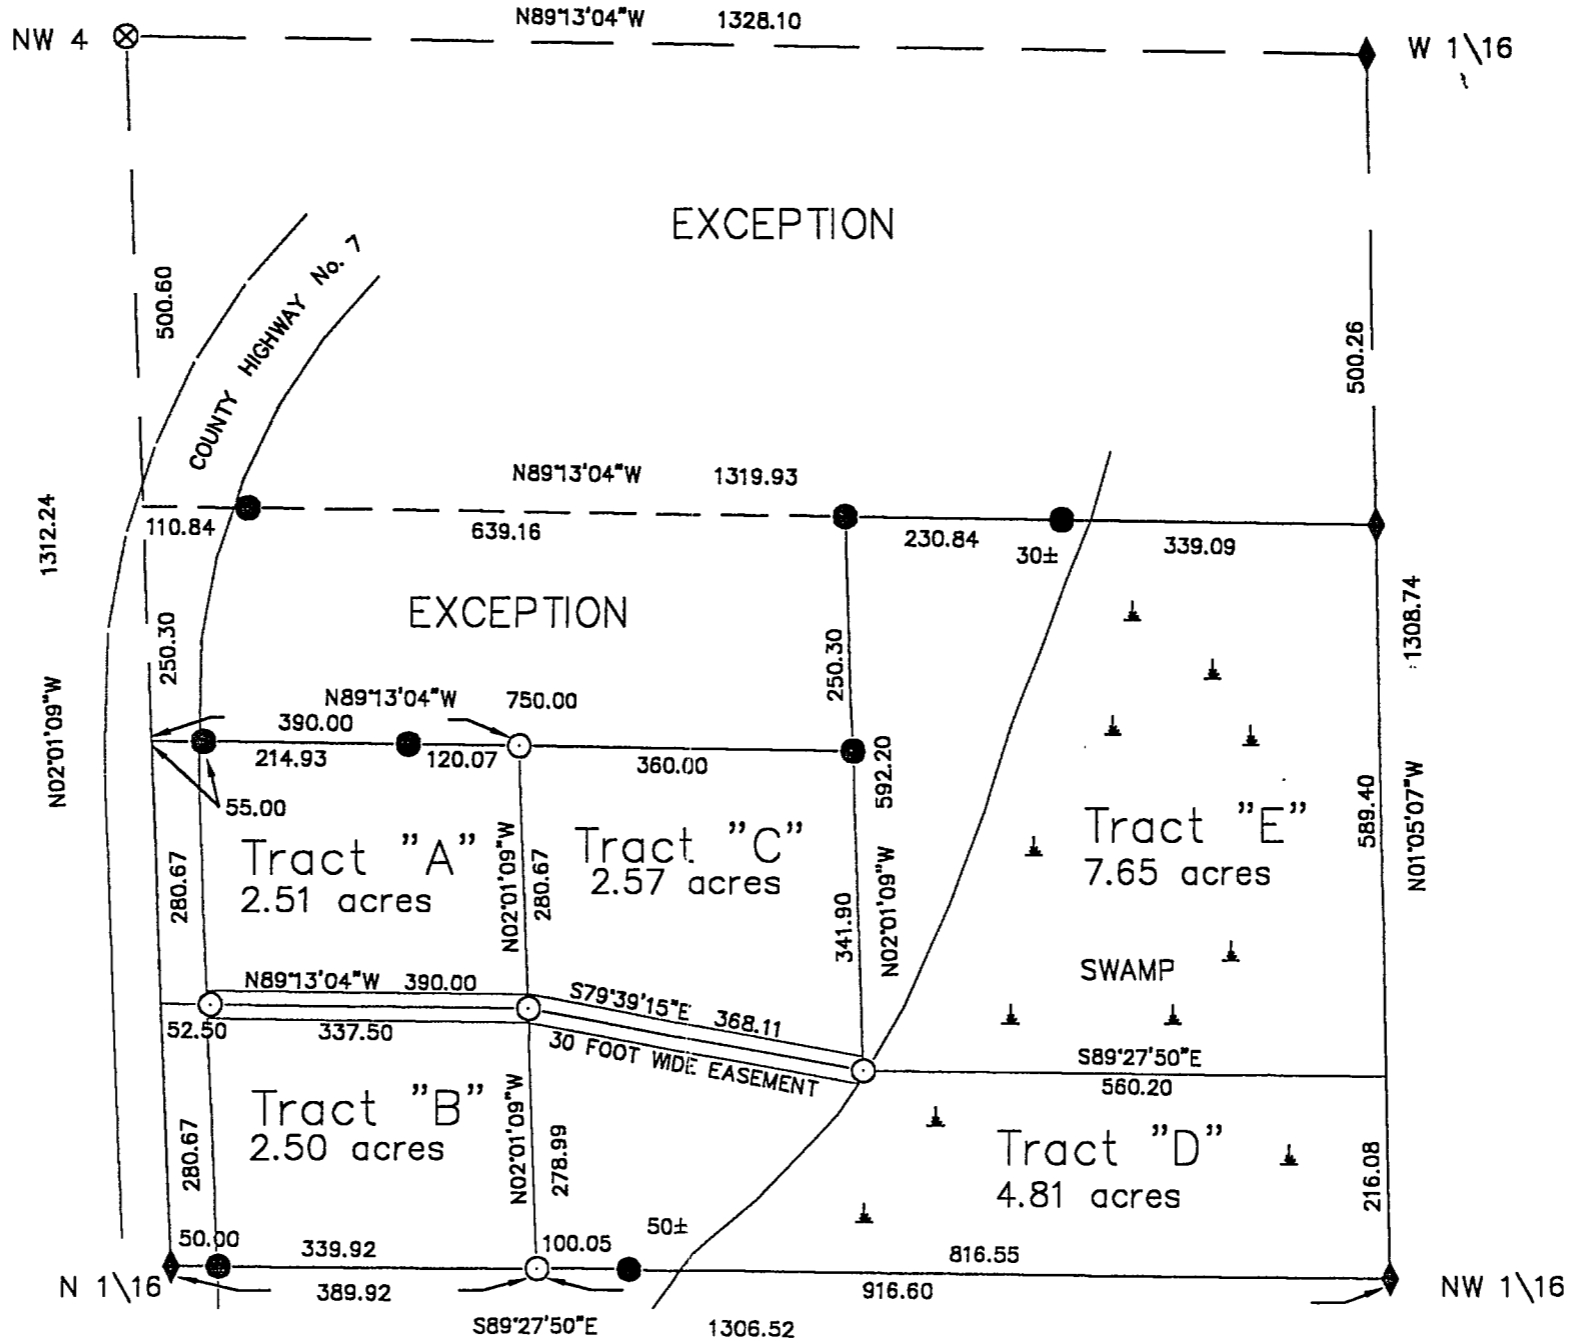 N89°13'04"W 1328.10
NW 4
W 1\16
EXCEPTION
COUNTY HIGHWAY No. 7
500.60
500.26
N89°13'04"W 1319.93
110.84
639.16
230.84
30±
339.09
1312.24
N02°01'09"W
EXCEPTION
250.30
250.30
1308.74
N01°05'07"W
N89°13'04"W 750.00
390.00
214.93
120.07
360.00
55.00
592.20
589.40
Tract "A"
2.51 acres
Tract "C"
2.57 acres
Tract "E"
7.65 acres
280.67
N02°01'09"W
280.67
341.90
N02°01'09"W
SWAMP
N89°13'04"W 390.00
S79°39'15"E 368.11
52.50
337.50
30 FOOT WIDE EASEMENT
S89°27'50"E
560.20
Tract "B"
2.50 acres
Tract "D"
4.81 acres
280.67
N02°01'09"W
278.99
216.08
50.00
339.92
100.05
50±
816.55
N 1\16
389.92
916.60
NW 1\16
S89°27'50"E 1306.52